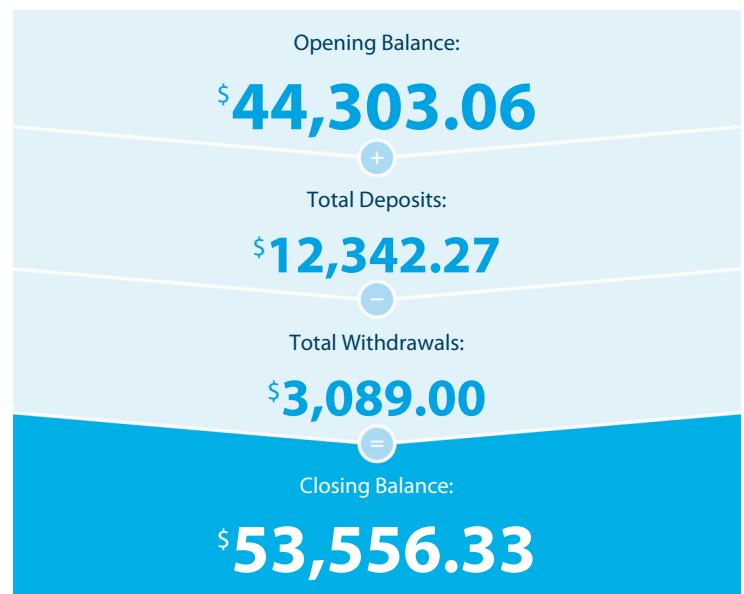 Opening Balance:
$44,303.06
+
Total Deposits:
$12,342.27
−
Total Withdrawals:
$3,089.00
=
Closing Balance:
$53,556.33